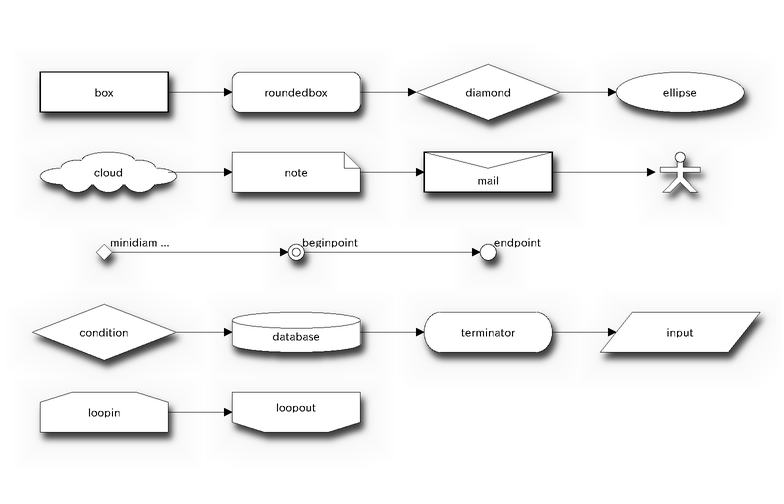 box
roundedbox
diamond
ellipse
cloud
note
mail
minidiam ...
beginpoint
endpoint
condition
database
terminator
input
loopin
loopout